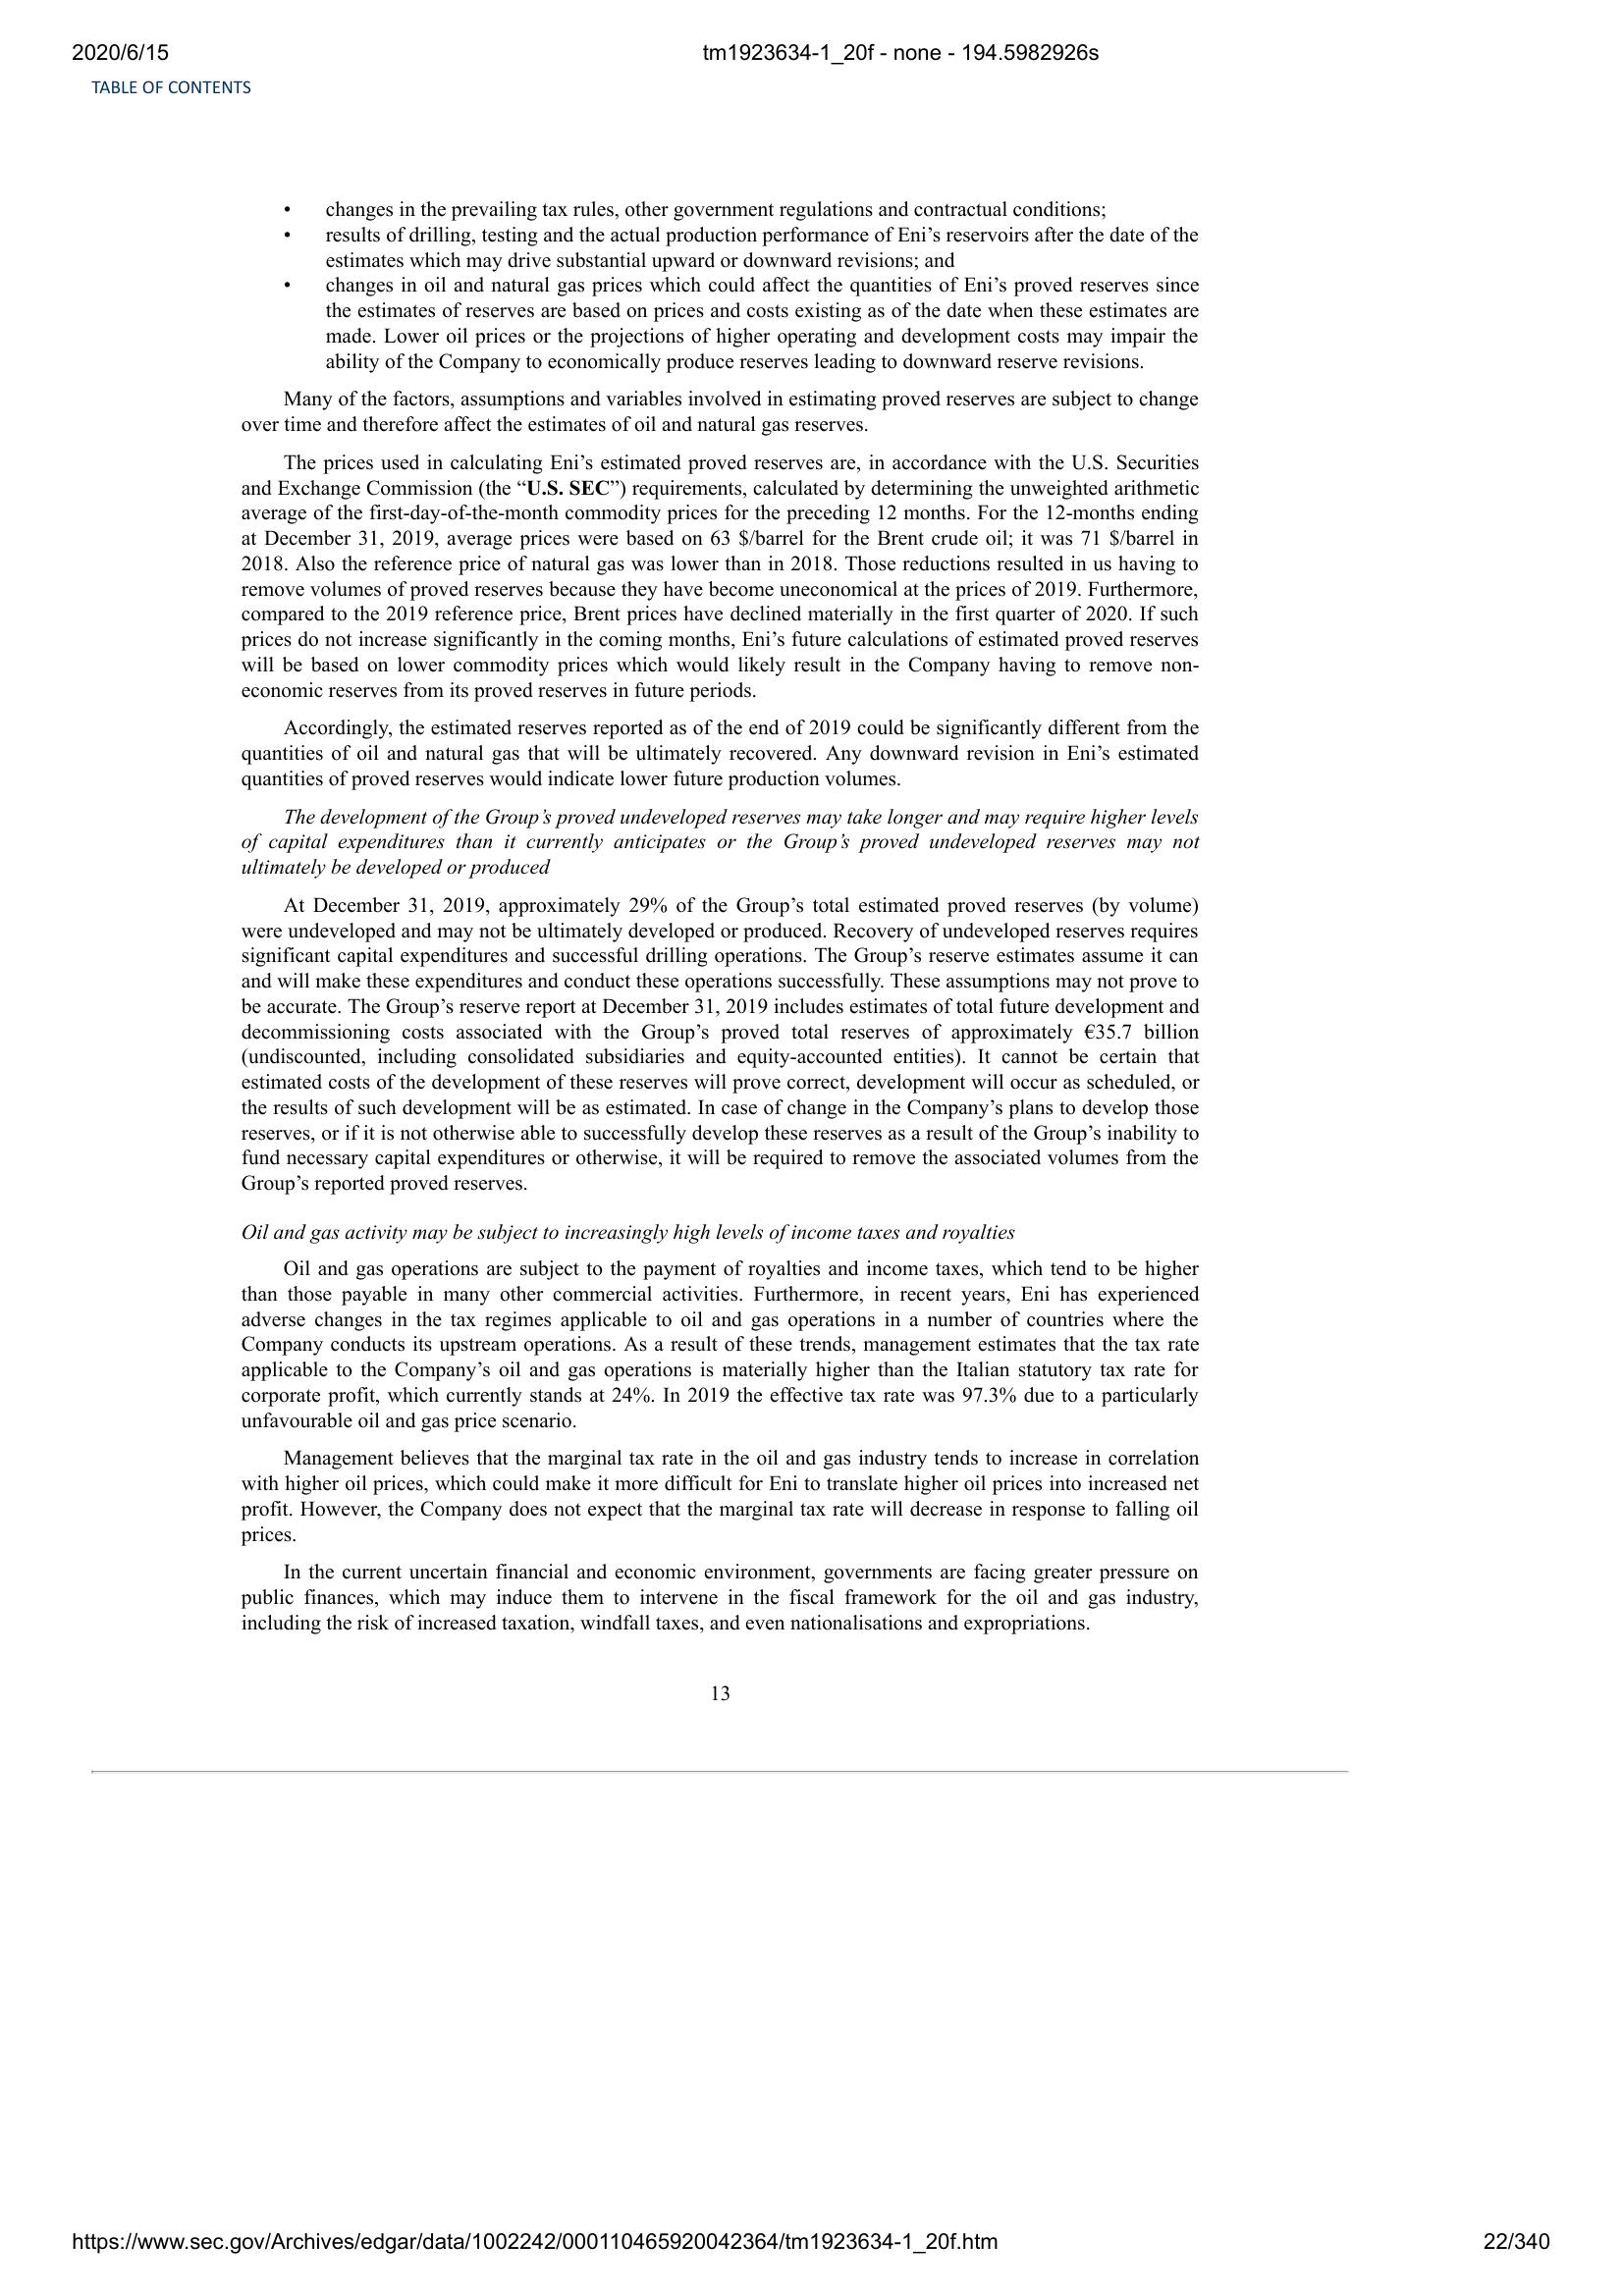 2020/6/15 tm1923634-1_20f - none - 194.5982926s
TABLE OF CONTENTS
• changes in the prevailing tax rules, other government regulations and contractual conditions;
• results of drilling, testing and the actual production performance of Eni’s reservoirs after the date of the
estimates which may drive substantial upward or downward revisions; and
• changes in oil and natural gas prices which could affect the quantities of Eni’s proved reserves since
the estimates of reserves are based on prices and costs existing as of the date when these estimates are
made. Lower oil prices or the projections of higher operating and development costs may impair the
ability of the Company to economically produce reserves leading to downward reserve revisions.
Many of the factors, assumptions and variables involved in estimating proved reserves are subject to change
over time and therefore affect the estimates of oil and natural gas reserves.
The prices used in calculating Eni’s estimated proved reserves are, in accordance with the U.S. Securities
and Exchange Commission (the “U.S. SEC”) requirements, calculated by determining the unweighted arithmetic
average of the first-day-of-the-month commodity prices for the preceding 12 months. For the 12-months ending
at December 31, 2019, average prices were based on 63 $/barrel for the Brent crude oil; it was 71 $/barrel in
2018. Also the reference price of natural gas was lower than in 2018. Those reductions resulted in us having to
remove volumes of proved reserves because they have become uneconomical at the prices of 2019. Furthermore,
compared to the 2019 reference price, Brent prices have declined materially in the first quarter of 2020. If such
prices do not increase significantly in the coming months, Eni’s future calculations of estimated proved reserves
will be based on lower commodity prices which would likely result in the Company having to remove non-
economic reserves from its proved reserves in future periods.
Accordingly, the estimated reserves reported as of the end of 2019 could be significantly different from the
quantities of oil and natural gas that will be ultimately recovered. Any downward revision in Eni’s estimated
quantities of proved reserves would indicate lower future production volumes.
The development of the Group’s proved undeveloped reserves may take longer and may require higher levels
of capital expenditures than it currently anticipates or the Group’s proved undeveloped reserves may not
ultimately be developed or produced
At December 31, 2019, approximately 29% of the Group’s total estimated proved reserves (by volume)
were undeveloped and may not be ultimately developed or produced. Recovery of undeveloped reserves requires
significant capital expenditures and successful drilling operations. The Group’s reserve estimates assume it can
and will make these expenditures and conduct these operations successfully. These assumptions may not prove to
be accurate. The Group’s reserve report at December 31, 2019 includes estimates of total future development and
decommissioning costs associated with the Group’s proved total reserves of approximately €35.7 billion
(undiscounted, including consolidated subsidiaries and equity-accounted entities). It cannot be certain that
estimated costs of the development of these reserves will prove correct, development will occur as scheduled, or
the results of such development will be as estimated. In case of change in the Company’s plans to develop those
reserves, or if it is not otherwise able to successfully develop these reserves as a result of the Group’s inability to
fund necessary capital expenditures or otherwise, it will be required to remove the associated volumes from the
Group’s reported proved reserves.
Oil and gas activity may be subject to increasingly high levels of income taxes and royalties
Oil and gas operations are subject to the payment of royalties and income taxes, which tend to be higher
than those payable in many other commercial activities. Furthermore, in recent years, Eni has experienced
adverse changes in the tax regimes applicable to oil and gas operations in a number of countries where the
Company conducts its upstream operations. As a result of these trends, management estimates that the tax rate
applicable to the Company’s oil and gas operations is materially higher than the Italian statutory tax rate for
corporate profit, which currently stands at 24%. In 2019 the effective tax rate was 97.3% due to a particularly
unfavourable oil and gas price scenario.
Management believes that the marginal tax rate in the oil and gas industry tends to increase in correlation
with higher oil prices, which could make it more difficult for Eni to translate higher oil prices into increased net
profit. However, the Company does not expect that the marginal tax rate will decrease in response to falling oil
prices.
In the current uncertain financial and economic environment, governments are facing greater pressure on
public finances, which may induce them to intervene in the fiscal framework for the oil and gas industry,
including the risk of increased taxation, windfall taxes, and even nationalisations and expropriations.
13
https://www.sec.gov/Archives/edgar/data/1002242/000110465920042364/tm1923634-1_20f.htm 22/340